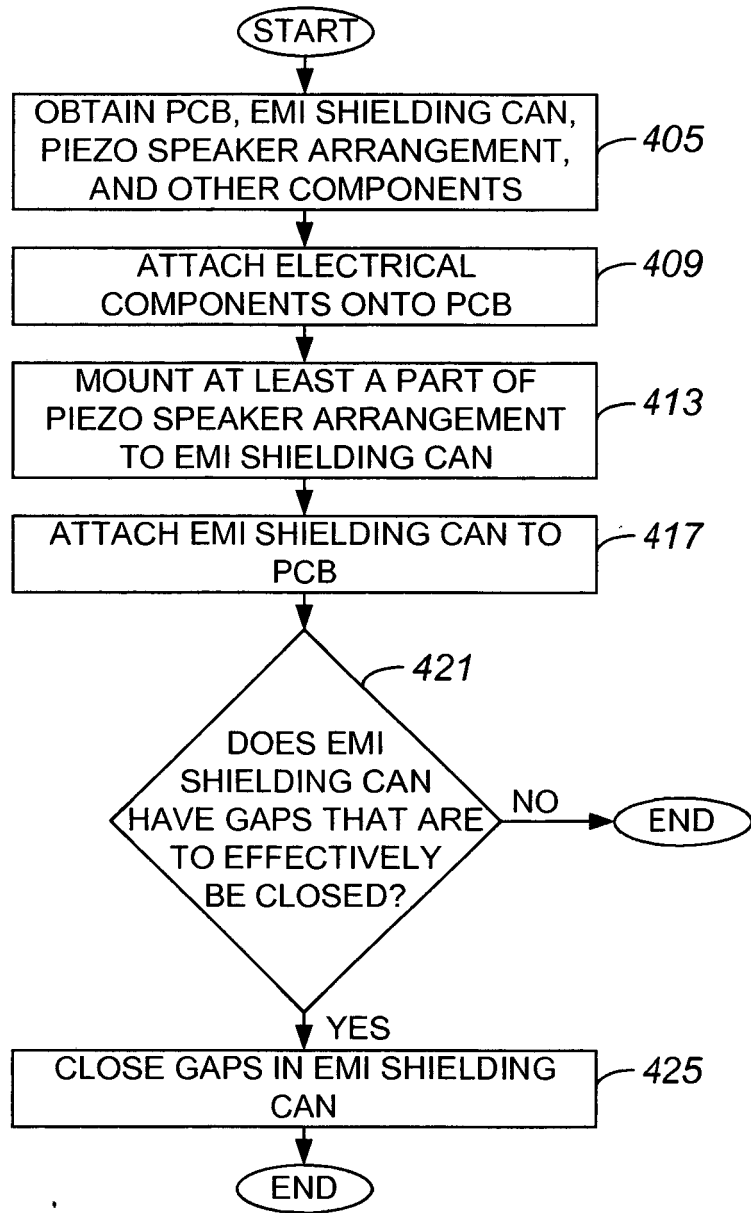 START
OBTAIN PCB, EMI SHIELDING CAN,
PIEZO SPEAKER ARRANGEMENT,
AND OTHER COMPONENTS
405
ATTACH ELECTRICAL
COMPONENTS ONTO PCB
409
MOUNT AT LEAST A PART OF
PIEZO SPEAKER ARRANGEMENT
TO EMI SHIELDING CAN
413
ATTACH EMI SHIELDING CAN TO
PCB
417
421
DOES EMI
SHIELDING CAN
HAVE GAPS THAT ARE
TO EFFECTIVELY
BE CLOSED?
NO
END
YES
CLOSE GAPS IN EMI SHIELDING
CAN
425
END